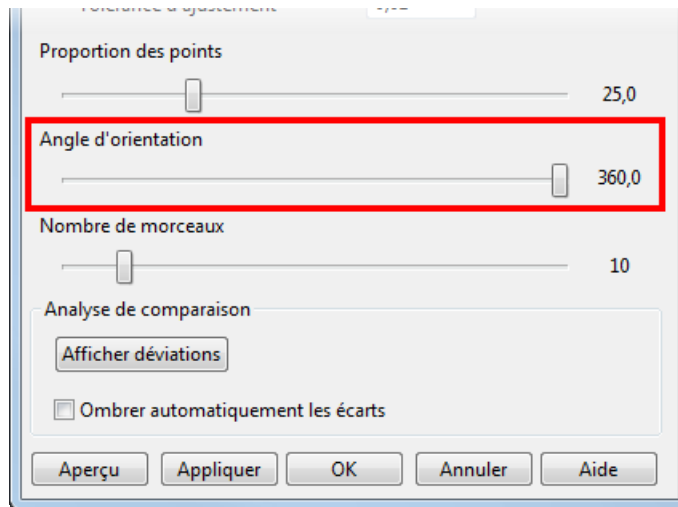 Proportion des points
25,0
Angle d'orientation
360,0
Nombre de morceaux
10
Analyse de comparaison
Afficher déviations
Ombrer automatiquement les écarts
Aperçu Appliquer OK Annuler Aide